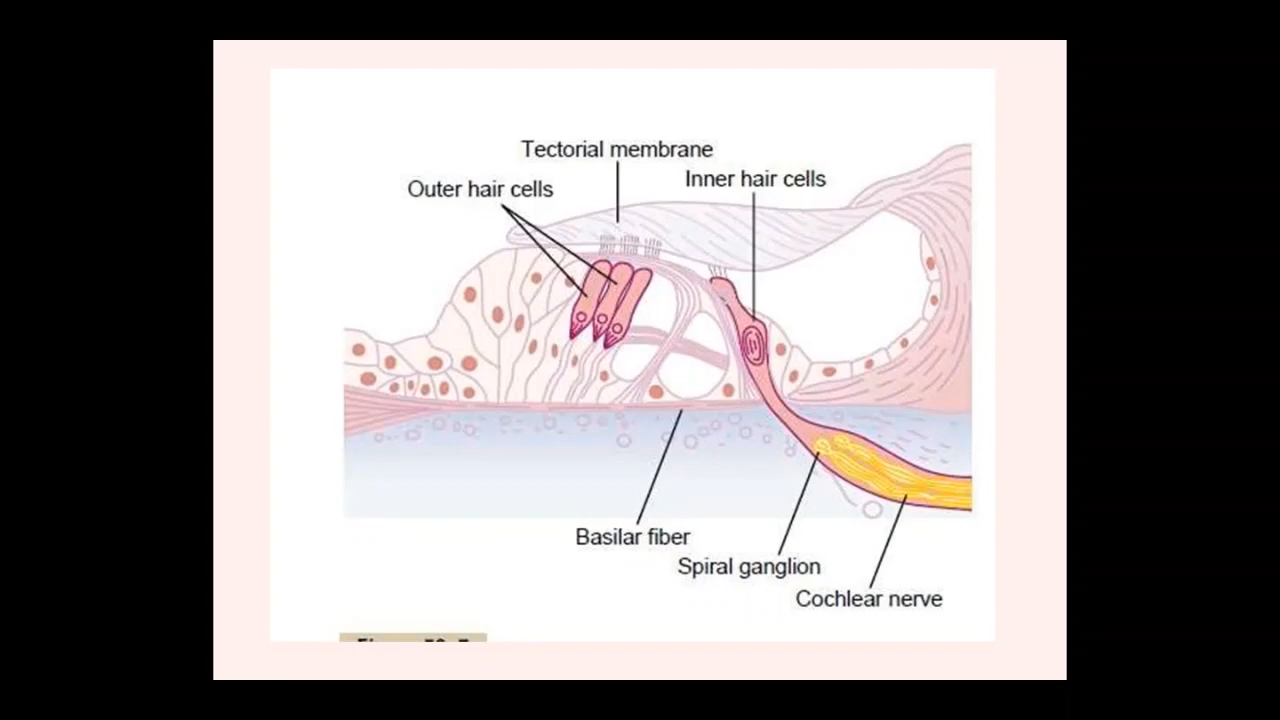 Tectorial membrane
Inner hair cells
Outer hair cells
Basilar fiber
Spiral ganglion
Cochlear nerve